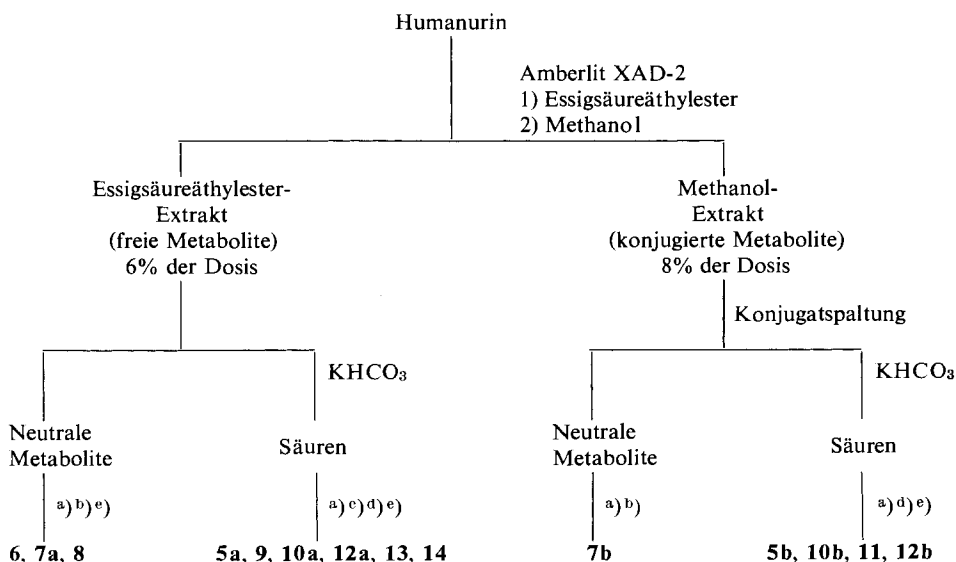 Humanurin
Amberlit XAD-2
1) Essigsäureäthylester
2) Methanol
Essigsäureäthylester-
Extrakt
(freie Metabolite)
6% der Dosis
Methanol-
Extrakt
(konjugierte Metabolite)
8% der Dosis
Konjugatspaltung
KHCO₃
KHCO₃
Neutrale
Metabolite
Säuren
Neutrale
Metabolite
Säuren
a) b) e)
a) c) d) e)
a) b)
a) d) e)
6, 7a, 8
5a, 9, 10a, 12a, 13, 14
7b
5b, 10b, 11, 12b